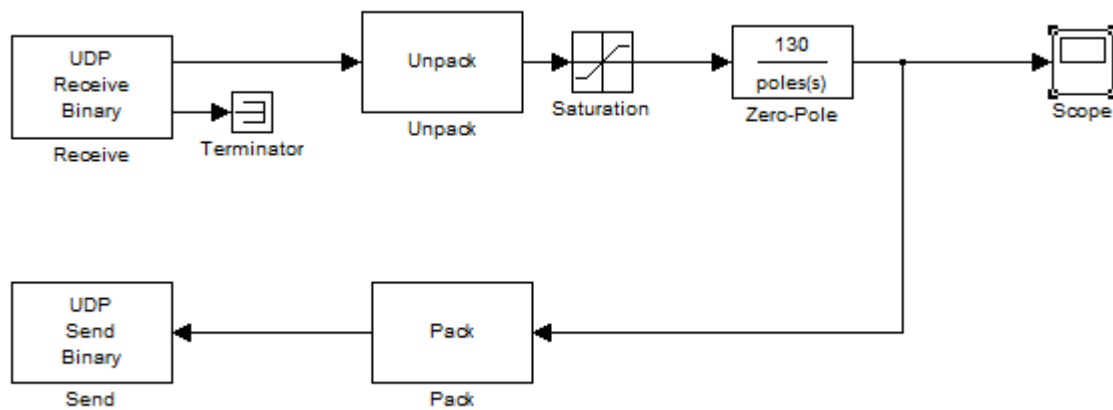 UDP
Receive
Binary
Receive
Terminator
Unpack
Unpack
Saturation
130
poles(s)
Zero-Pole
Scope
UDP
Send
Binary
Send
Pack
Pack